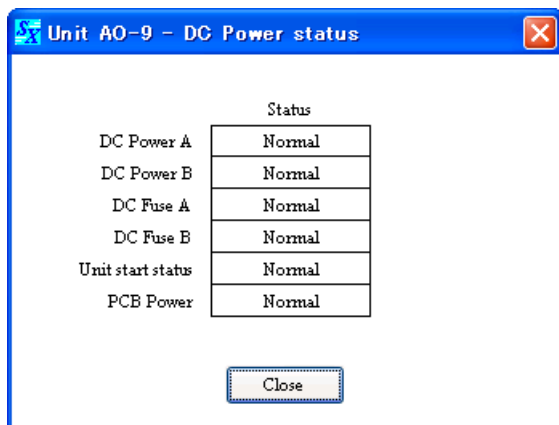 SX Unit AO-9 - DC Power status
Status
DC Power A Normal
DC Power B Normal
DC Fuse A Normal
DC Fuse B Normal
Unit start status Normal
PCB Power Normal
Close